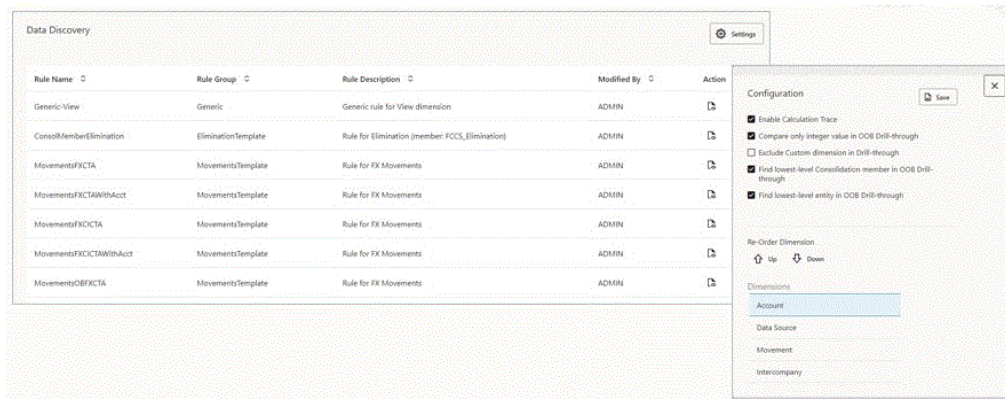 Data Discovery
Settings
Rule Name Rule Group Rule Description Modified By Action
Generic-View Generic Generic rule for View dimension ADMIN
ConsolMemberElimination EliminationTemplate Rule for Elimination (member: FCCS_Elimination) ADMIN
MovementsFXCTA MovementsTemplate Rule for FX Movements ADMIN
MovementsFXCTAWithAcct MovementsTemplate Rule for FX Movements ADMIN
MovementsFXCICTA MovementsTemplate Rule for FX Movements ADMIN
MovementsFXCICTAWithAcct MovementsTemplate Rule for FX Movements ADMIN
MovementsOBFXCTA MovementsTemplate Rule for FX Movements ADMIN
Configuration
Save
Enable Calculation Trace
Compare only integer value in OOB Drill-through
Exclude Custom dimension in Drill-through
Find lowest-level Consolidation member in OOB Drill-
through
Find lowest-level entity in OOB Drill-through
Re-Order Dimension
Up Down
Dimensions
Account
Data Source
Movement
Intercompany